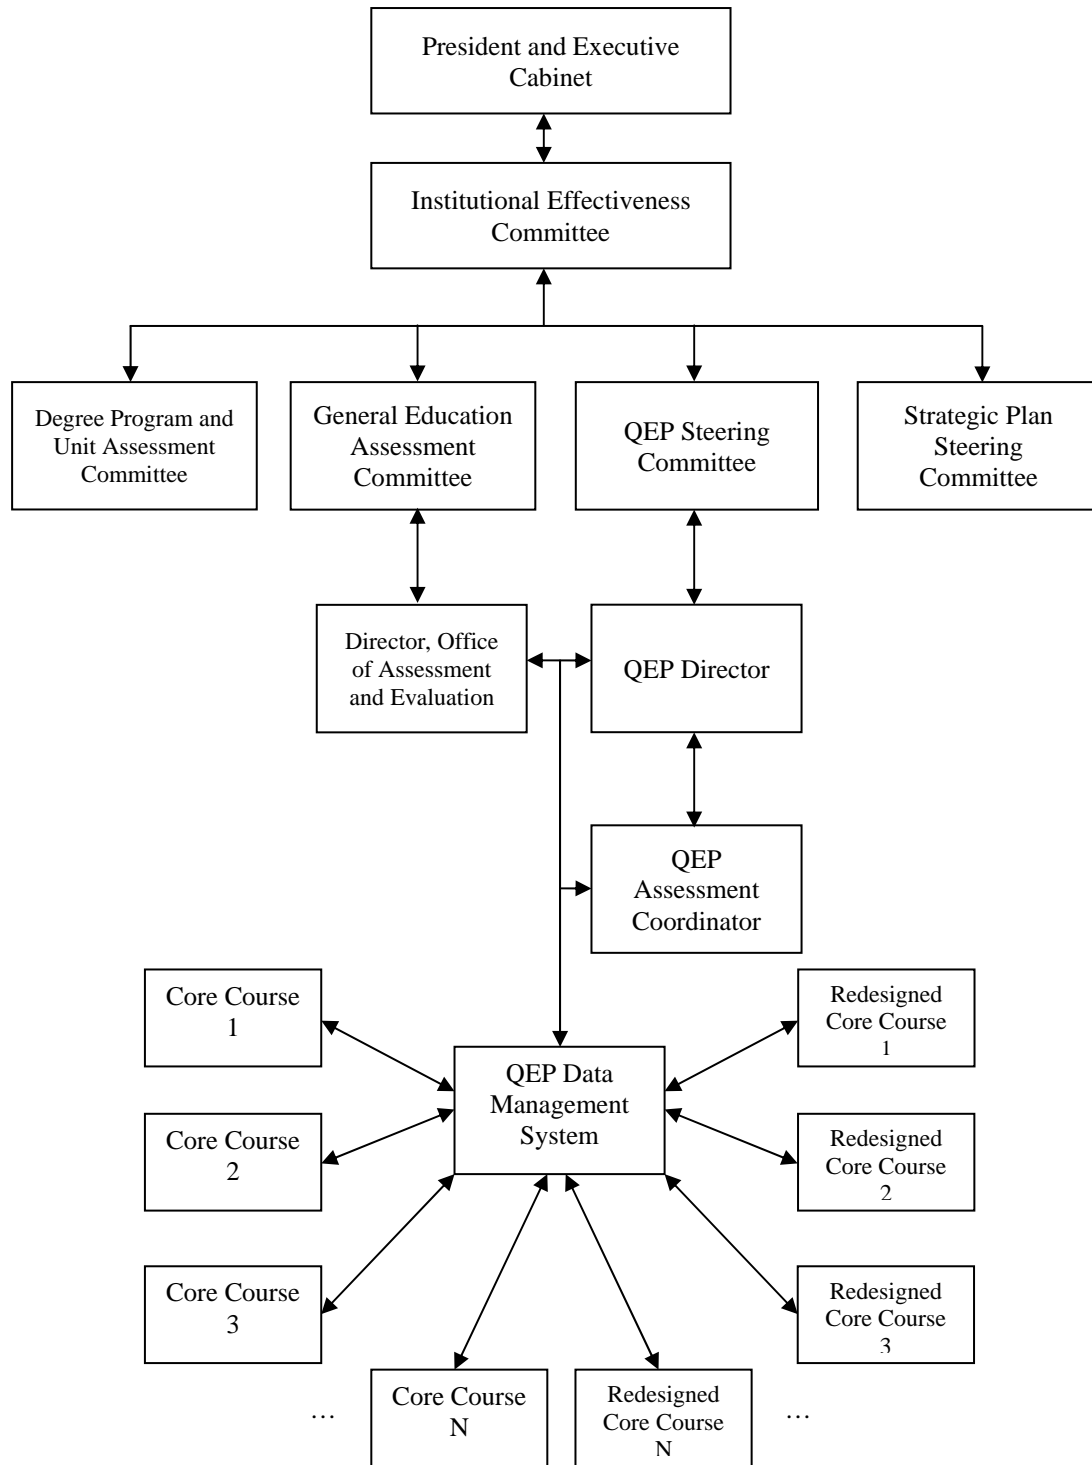 President and Executive
Cabinet
Institutional Effectiveness
Committee
Degree Program and
Unit Assessment
Committee
General Education
Assessment
Committee
QEP Steering
Committee
Strategic Plan
Steering
Committee
Director, Office
of Assessment
and Evaluation
QEP Director
QEP
Assessment
Coordinator
Core Course
1
Redesigned
Core Course
1
QEP Data
Management
System
Core Course
2
Redesigned
Core Course
2
Core Course
3
Redesigned
Core Course
3
...
Core Course
N
Redesigned
Core Course
N
...